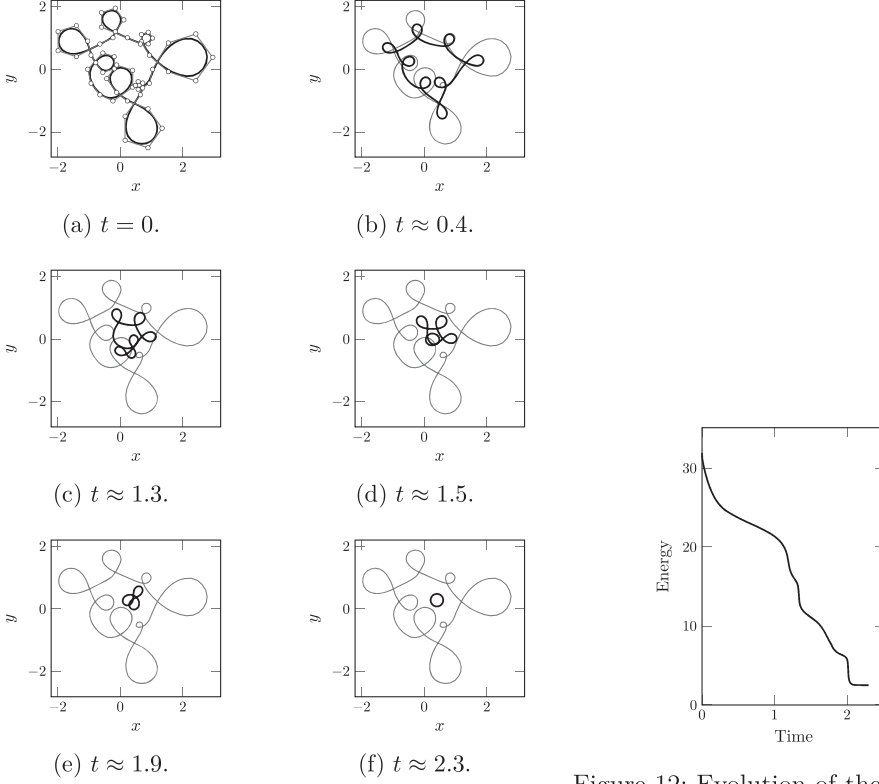 2
0
−2
y
−2
0
2
x
(a) t = 0.
2
0
−2
y
−2
0
2
x
(b) t ≈ 0.4.
2
0
−2
y
−2
0
2
x
(c) t ≈ 1.3.
2
0
−2
y
−2
0
2
x
(d) t ≈ 1.5.
2
0
−2
y
−2
0
2
x
(e) t ≈ 1.9.
2
0
−2
y
−2
0
2
x
(f) t ≈ 2.3.
30
20
10
0
Energy
0
1
2
Time
Figure 12: Evolution of the